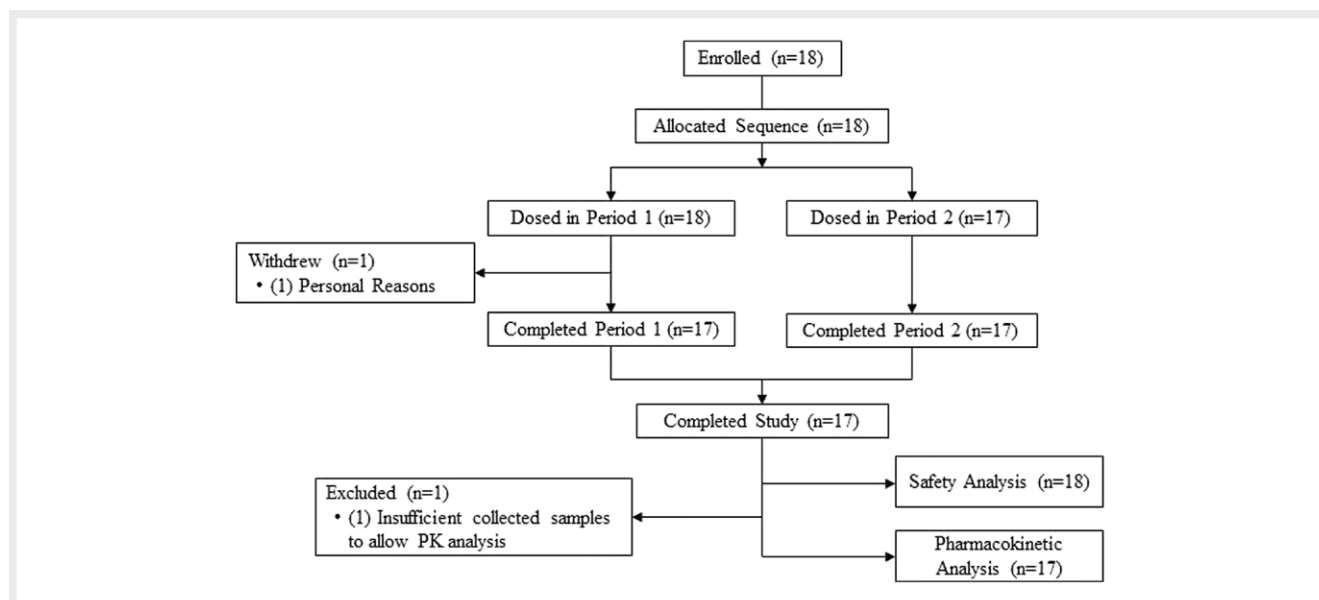 Enrolled (n=18)
Allocated Sequence (n=18)
Dosed in Period 1 (n=18)
Dosed in Period 2 (n=17)
Withdrew (n=1)
• (1) Personal Reasons
Completed Period 1 (n=17)
Completed Period 2 (n=17)
Completed Study (n=17)
Safety Analysis (n=18)
Excluded (n=1)
• (1) Insufficient collected samples
to allow PK analysis
Pharmacokinetic
Analysis (n=17)